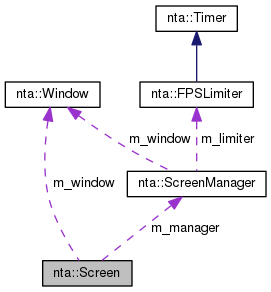 nta::Timer
nta::Window
nta::FPSLimiter
m_window
m_limiter
nta::ScreenManager
m_window
m_manager
nta::Screen